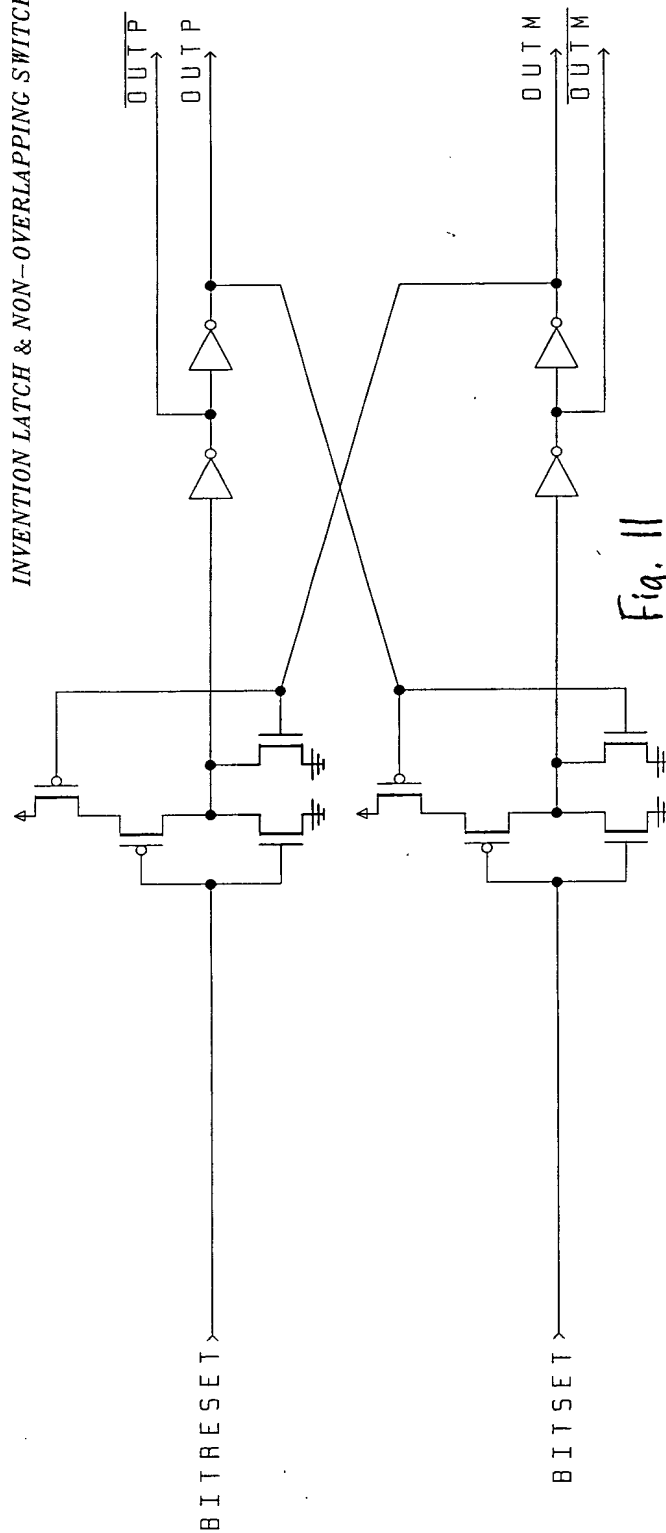 INVENTION LATCH & NON-OVERLAPPING SWITCH
OUTP
OUTP
OUTM
OUTM
BITRESET
BITSET
Fig. 11